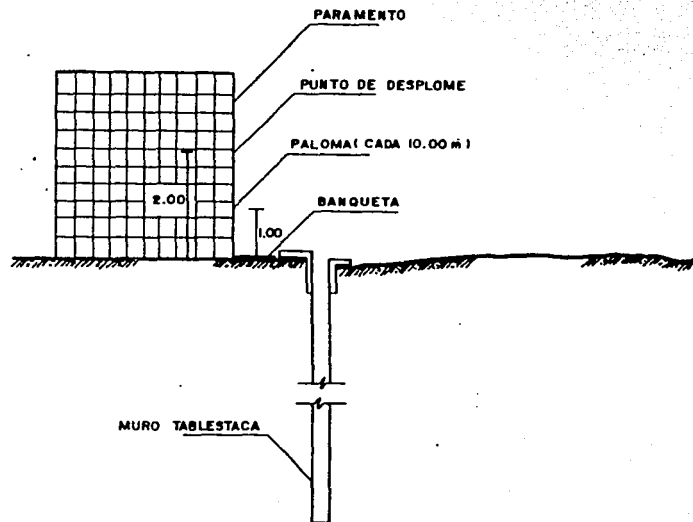 PARAMENTO
PUNTO DE DESPLOME
PALOMA ( CADA 10.00 m )
2.00
BANQUETA
1.00
MURO TABLESTACA